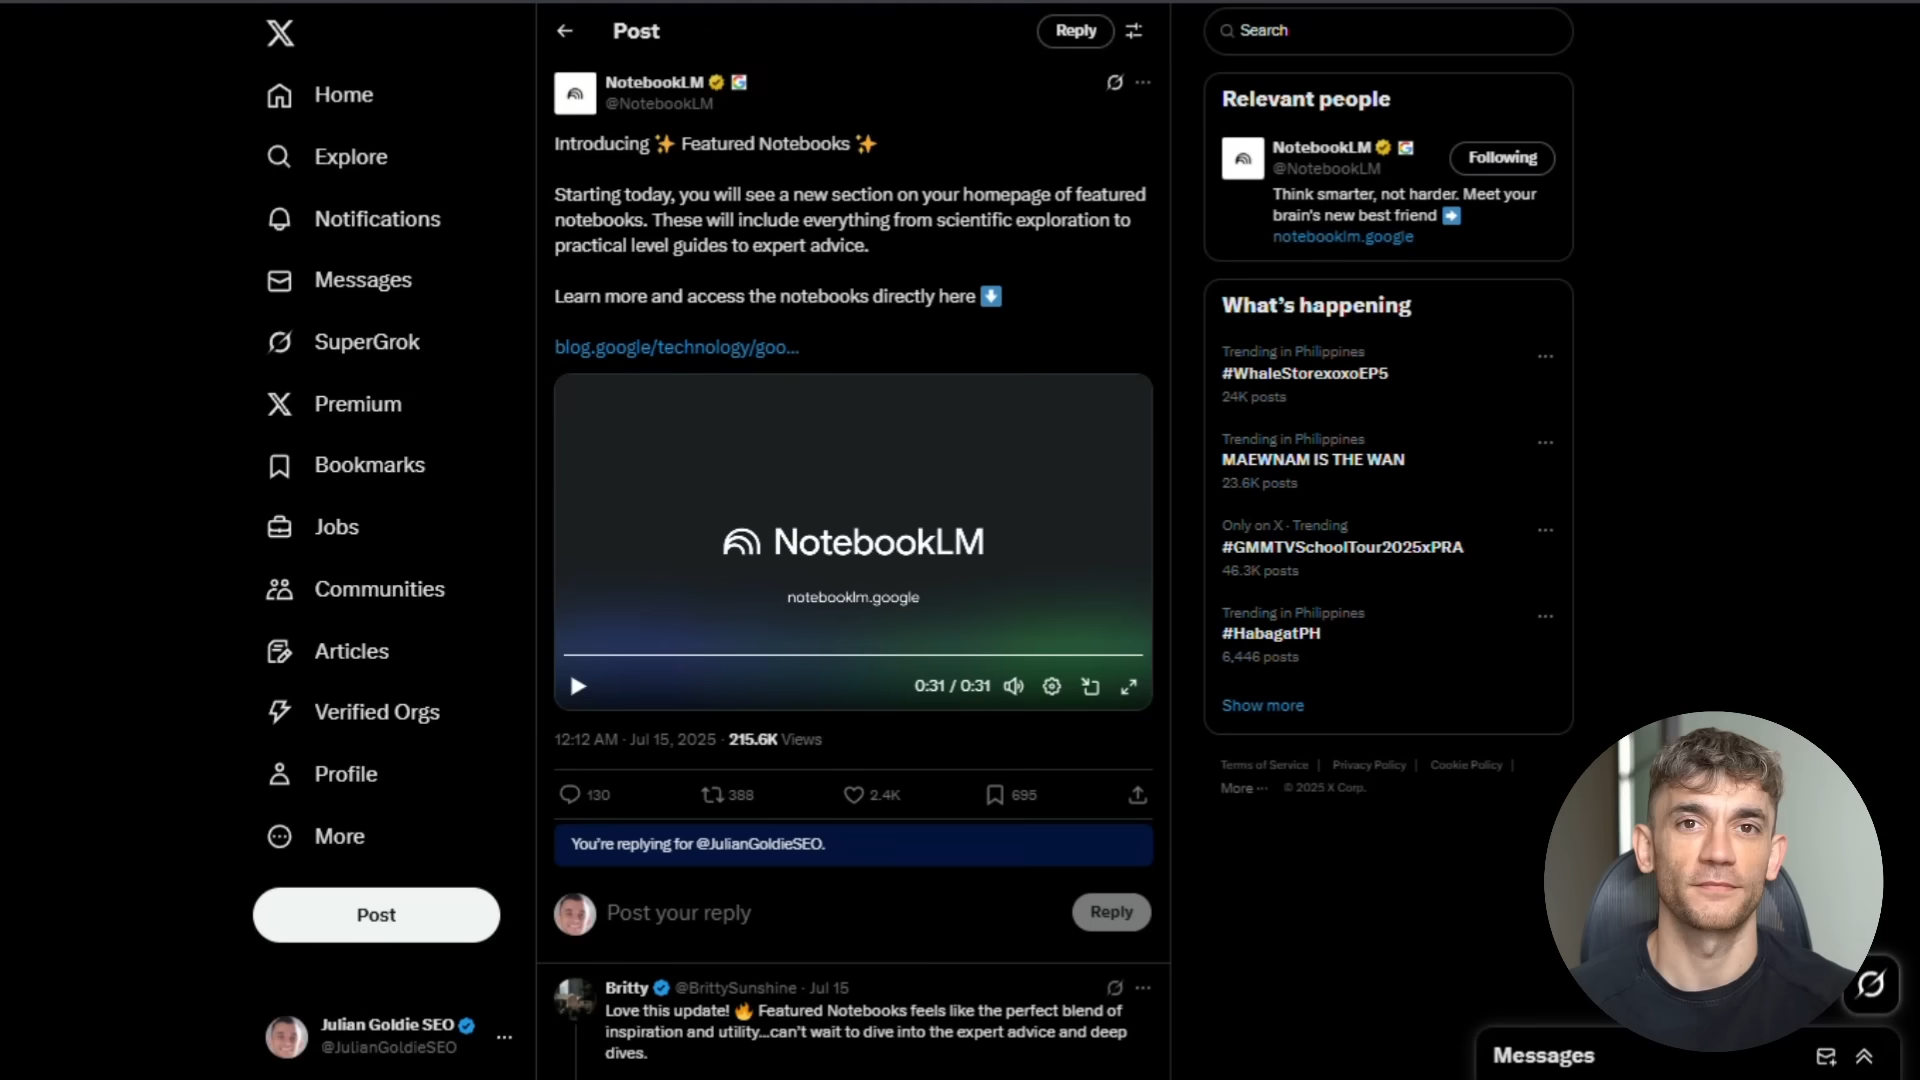 Home
Explore
Notifications
Messages
SuperGrok
Premium
Bookmarks
Jobs
Communities
Articles
Verified Orgs
Profile
More
Post
Julian Goldie SEO
@JulianGoldieSEO
Post
Reply
NotebookLM
@NotebookLM
Introducing ✨ Featured Notebooks ✨
Starting today, you will see a new section on your homepage of featured
notebooks. These will include everything from scientific exploration to
practical level guides to expert advice.
Learn more and access the notebooks directly here ⬇️
blog.google/technology/goo...
NotebookLM
notebooklm.google
0:31 / 0:31
12:12 AM · Jul 15, 2025 · 215.6K Views
130 388 2.4K 695
You're replying for @JulianGoldieSEO.
Post your reply
Reply
Britty @BrittySunshine · Jul 15
Love this update! 🔥 Featured Notebooks feels like the perfect blend of
inspiration and utility...can't wait to dive into the expert advice and deep
dives.
Search
Relevant people
NotebookLM
@NotebookLM
Following
Think smarter, not harder. Meet your
brain's new best friend ➡️
notebooklm.google
What's happening
Trending in Philippines
#WhaleStorexoxoEP5
24K posts
Trending in Philippines
MAEWNAM IS THE WAN
23.6K posts
Only on X · Trending
#GMMTVSchoolTour2025xPRA
46.3K posts
Trending in Philippines
#HabagatPH
6,446 posts
Show more
Terms of Service | Privacy Policy | Cookie Policy |
More ··· © 2025 X Corp.
Messages